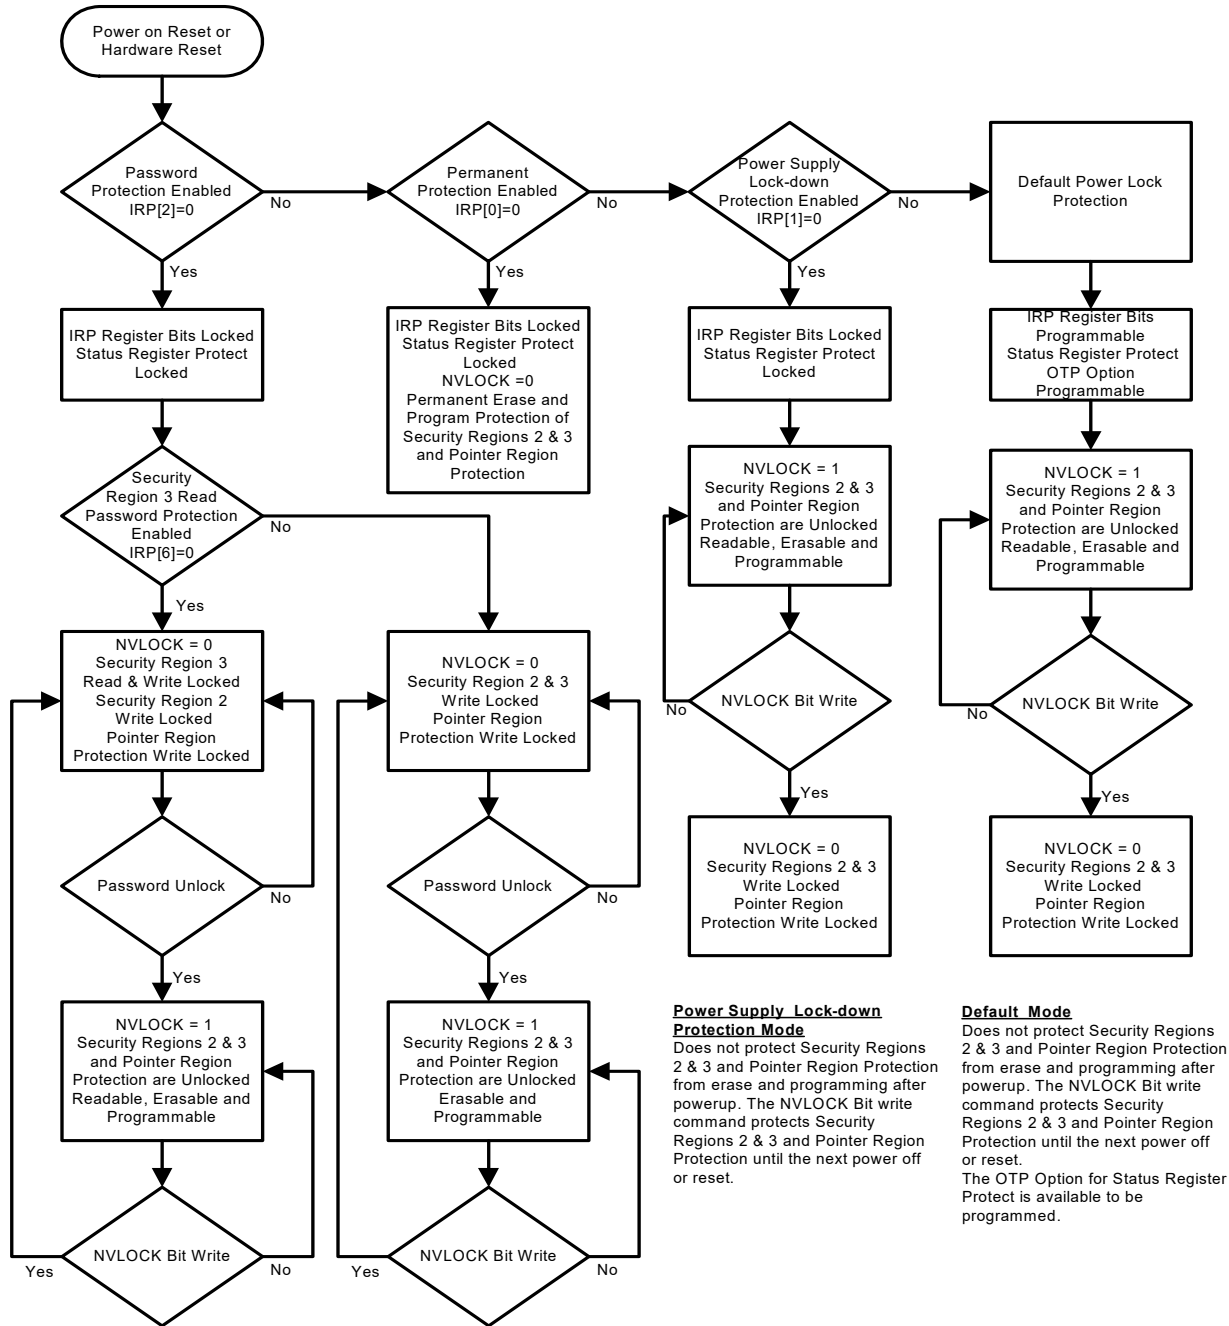 Power on Reset or
Hardware Reset
Password
Protection Enabled
IRP[2]=0
No
Yes
Permanent
Protection Enabled
IRP[0]=0
No
Yes
Power Supply
Lock-down
Protection Enabled
IRP[1]=0
No
Yes
Default Power Lock
Protection
IRP Register Bits Locked
Status Register Protect
Locked
IRP Register Bits Locked
Status Register Protect
Locked
NVLOCK =0
Permanent Erase and
Program Protection of
Security Regions 2 & 3
and Pointer Region
Protection
IRP Register Bits Locked
Status Register Protect
Locked
IRP Register Bits
Programmable
Status Register Protect
OTP Option
Programmable
Security
Region 3 Read
Password Protection
Enabled
IRP[6]=0
No
Yes
NVLOCK = 1
Security Regions 2 & 3
and Pointer Region
Protection are Unlocked
Readable, Erasable and
Programmable
NVLOCK = 1
Security Regions 2 & 3
and Pointer Region
Protection are Unlocked
Readable, Erasable and
Programmable
NVLOCK = 0
Security Region 3
Read & Write Locked
Security Region 2
Write Locked
Pointer Region
Protection Write Locked
NVLOCK = 0
Security Region 2 & 3
Write Locked
Pointer Region
Protection Write Locked
NVLOCK Bit Write
No
Yes
NVLOCK Bit Write
No
Yes
Password Unlock
No
Yes
Password Unlock
No
Yes
NVLOCK = 0
Security Regions 2 & 3
Write Locked
Pointer Region
Protection Write Locked
NVLOCK = 0
Security Regions 2 & 3
Write Locked
Pointer Region
Protection Write Locked
NVLOCK = 1
Security Regions 2 & 3
and Pointer Region
Protection are Unlocked
Readable, Erasable and
Programmable
NVLOCK = 1
Security Regions 2 & 3
and Pointer Region
Protection are Unlocked
Erasable and
Programmable
NVLOCK Bit Write
Yes
No
NVLOCK Bit Write
Yes
No
Power Supply Lock-down
Protection Mode
Does not protect Security Regions
2 & 3 and Pointer Region Protection
from erase and programming after
powerup. The NVLOCK Bit write
command protects Security
Regions 2 & 3 and Pointer Region
Protection until the next power off
or reset.
Default Mode
Does not protect Security Regions
2 & 3 and Pointer Region Protection
from erase and programming after
powerup. The NVLOCK Bit write
command protects Security
Regions 2 & 3 and Pointer Region
Protection until the next power off
or reset.
The OTP Option for Status Register
Protect is available to be
programmed.